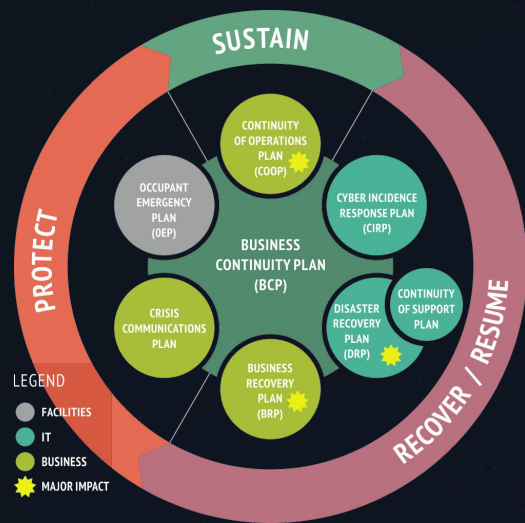 SUSTAIN
PROTECT
RECOVER / RESUME
CONTINUITY
OF OPERATIONS
PLAN
(COOP)
OCCUPANT
EMERGENCY
PLAN
(OEP)
CYBER INCIDENCE
RESPONSE PLAN
(CIRP)
BUSINESS
CONTINUITY PLAN
(BCP)
CRISIS
COMMUNICATIONS
PLAN
DISASTER
RECOVERY
PLAN
(DRP)
CONTINUITY
OF SUPPORT
PLAN
BUSINESS
RECOVERY
PLAN
(BRP)
LEGEND
FACILITIES
IT
BUSINESS
MAJOR IMPACT